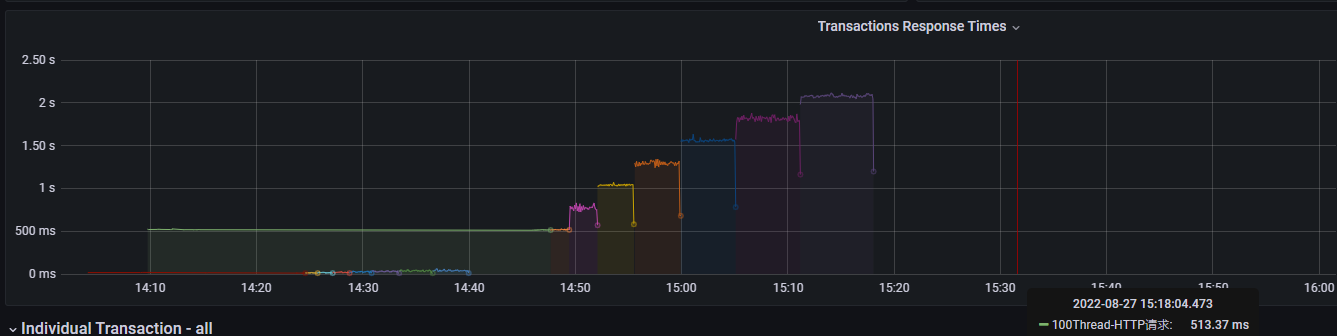 Transactions Response Times
2.50 s
2 s
1.50 s
1 s
500 ms
0 ms
14:10 14:20 14:30 14:40 14:50 15:00 15:10 15:20 15:30 15:40 15:50 16:00
2022-08-27 15:18:04.473
100Thread-HTTP请求: 513.37 ms
Individual Transaction - all